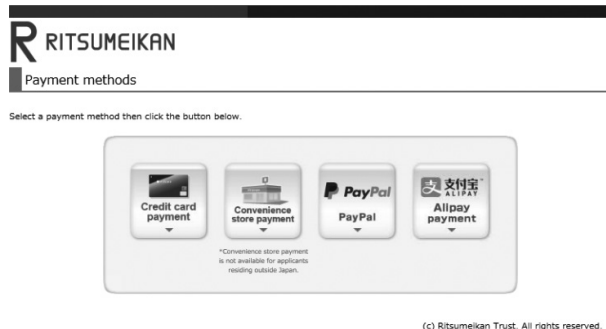 RITSUMEIKAN
Payment methods
Select a payment method then click the button below.
Credit card
payment
Convenience
store payment
*Convenience store payment
is not available for applicants
residing outside Japan.
PayPal
PayPal
支付宝
ALIPAY
Alipay
payment
(c) Ritsumeikan Trust. All rights reserved.